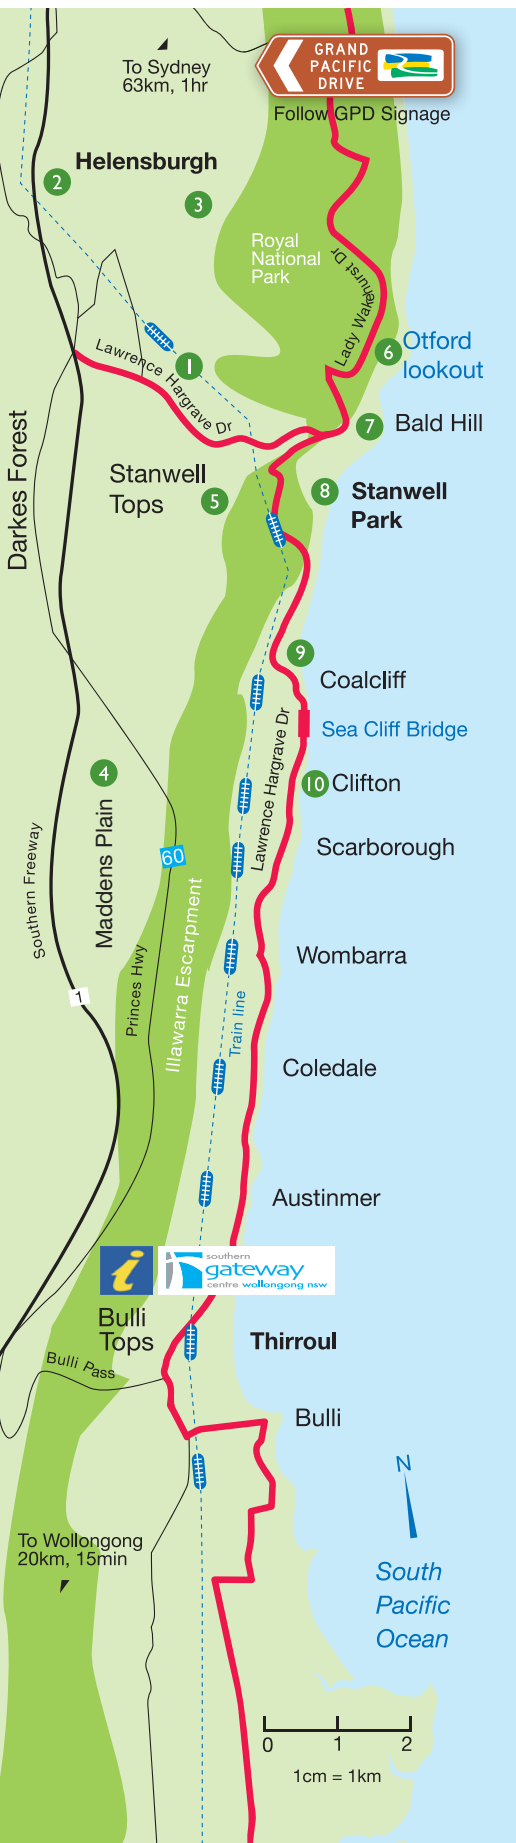 GRAND
PACIFIC
DRIVE
To Sydney
63km, 1hr
Follow GPD Signage
Helensburgh
2
3
Royal
National
Park
Lady Wakehurst Dr
6
Otford
lookout
1
Lawrence Hargrave Dr
7
Bald Hill
Darkes Forest
Stanwell
Tops
5
8
Stanwell
Park
9
Coalcliff
Sea Cliff Bridge
Lawrence Hargrave Dr
4
10
Clifton
Maddens Plain
Southern Freeway
60
Scarborough
Illawarra Escarpment
Princes Hwy
Wombarra
1
Train line
Coledale
Austinmer
i
southern
gateway
centre wollongong nsw
Bulli
Tops
Thirroul
Bulli Pass
Bulli
N
To Wollongong
20km, 15min
South
Pacific
Ocean
0 1 2
1cm = 1km